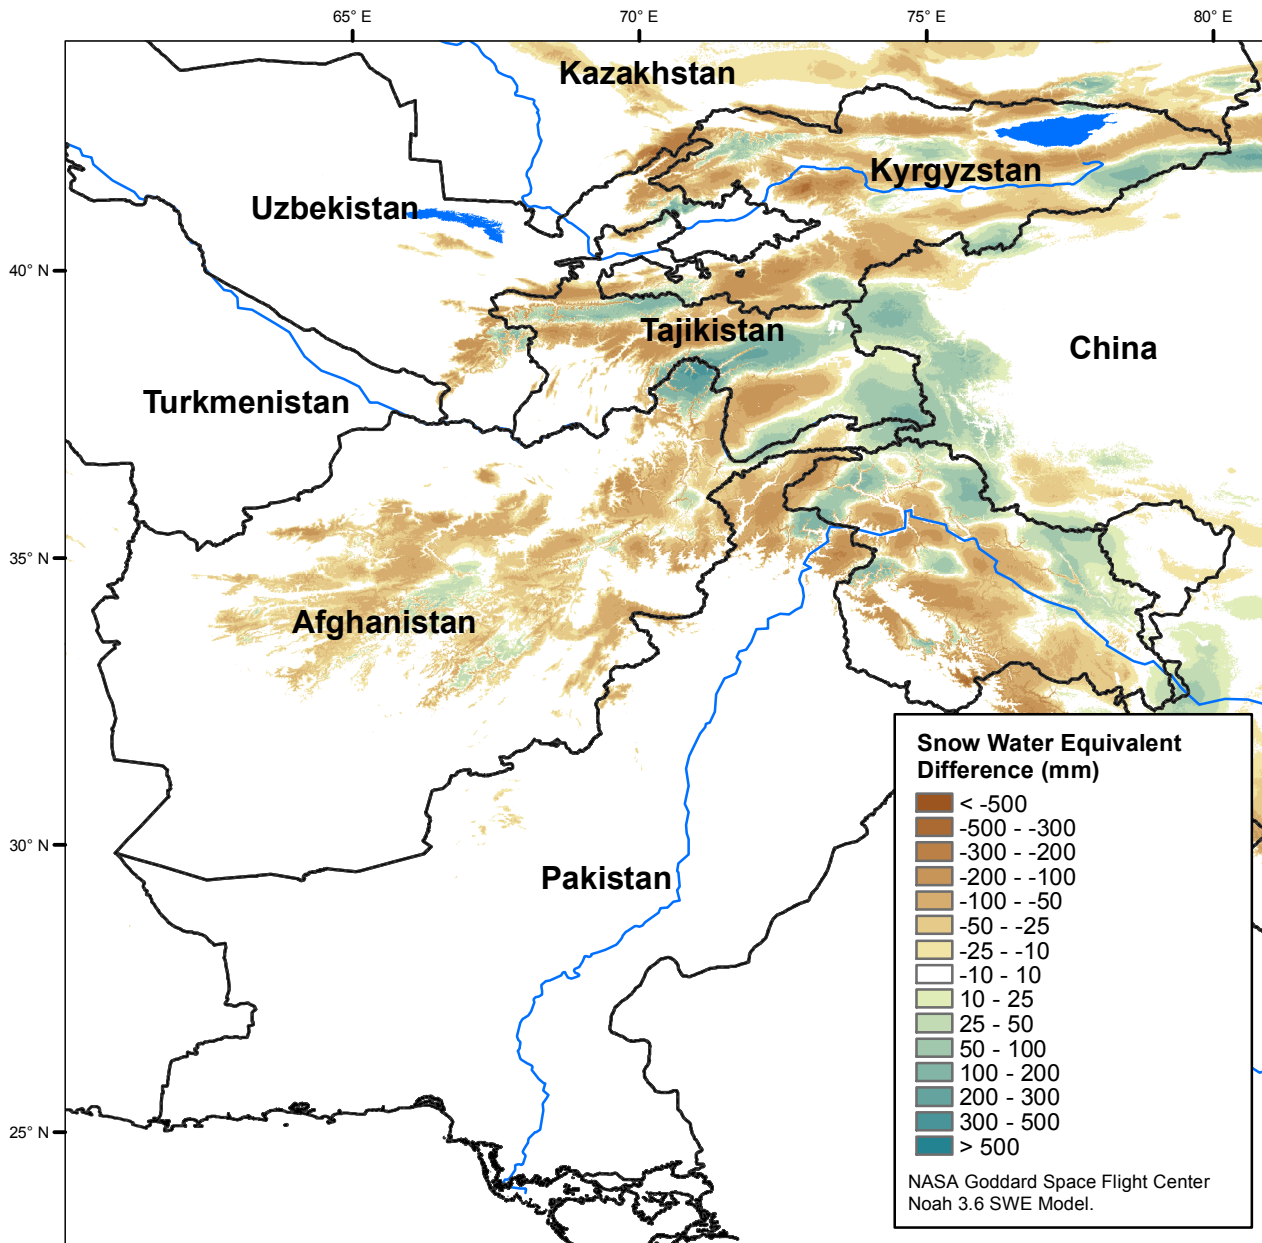 65° E
70° E
75° E
80° E
Kazakhstan
Kyrgyzstan
Uzbekistan
40° N
Tajikistan
China
Turkmenistan
35° N
Afghanistan
30° N
Pakistan
25° N
Snow Water Equivalent
Difference (mm)
< -500
-500 - -300
-300 - -200
-200 - -100
-100 - -50
-50 - -25
-25 - -10
-10 - 10
10 - 25
25 - 50
50 - 100
100 - 200
200 - 300
300 - 500
> 500
NASA Goddard Space Flight Center
Noah 3.6 SWE Model.